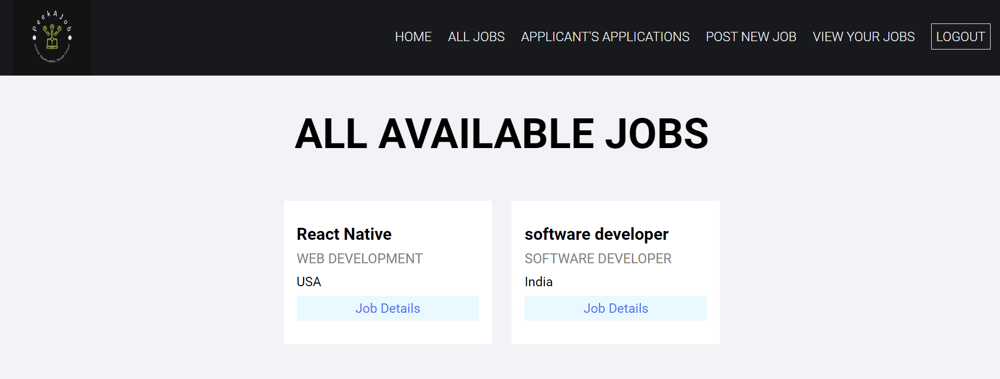 PeekAJob
HOME ALL JOBS APPLICANT'S APPLICATIONS POST NEW JOB VIEW YOUR JOBS LOGOUT
ALL AVAILABLE JOBS
React Native
WEB DEVELOPMENT
USA
Job Details
software developer
SOFTWARE DEVELOPER
India
Job Details